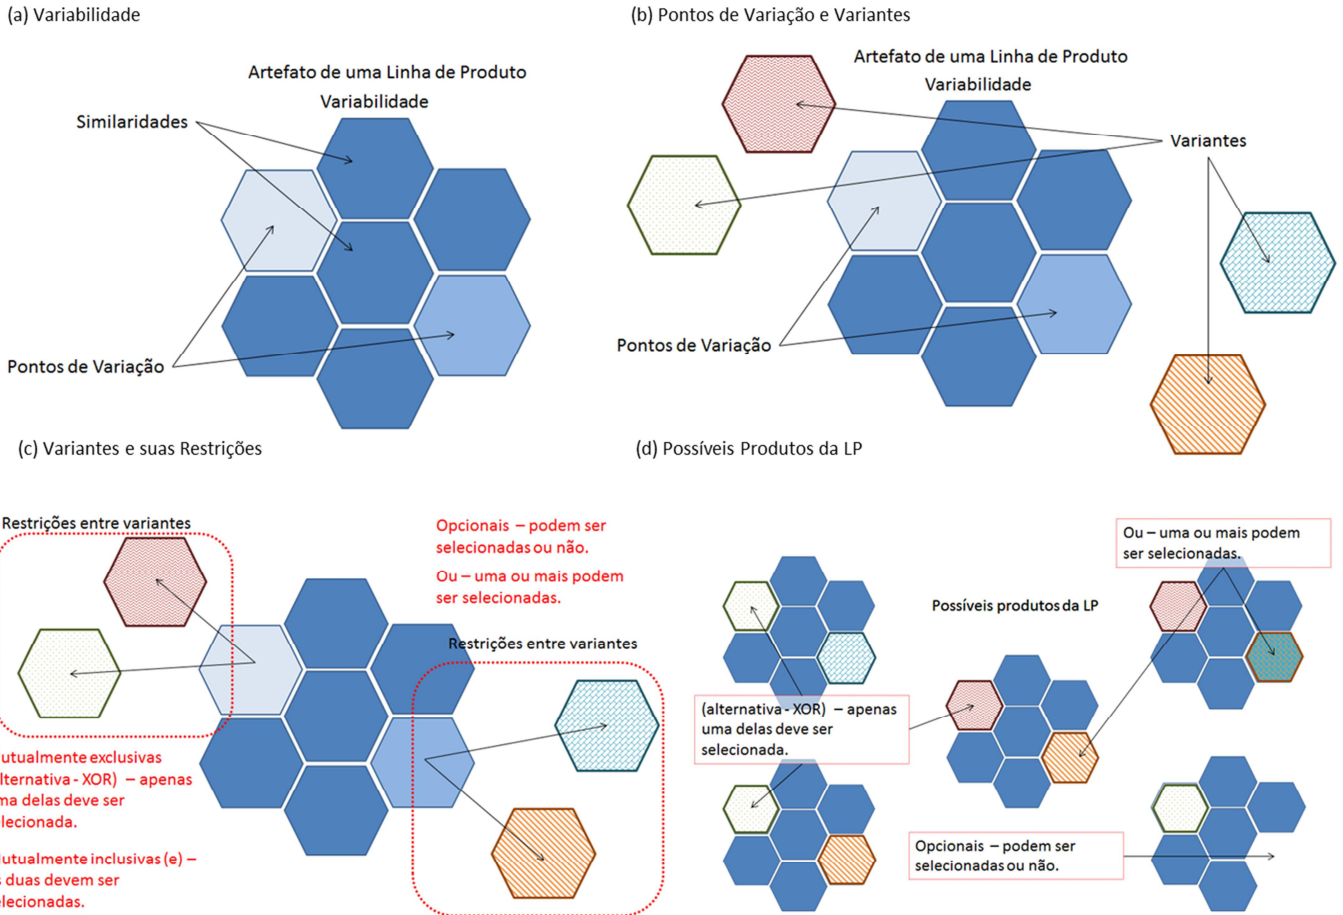 (a) Variabilidade
Artefato de uma Linha de Produto
Variabilidade
Similaridades
Pontos de Variação
(b) Pontos de Variação e Variantes
Artefato de uma Linha de Produto
Variabilidade
Variantes
Pontos de Variação
(c) Variantes e suas Restrições
Restrições entre variantes
Opcionais – podem ser
selecionadas ou não.
Ou – uma ou mais podem
ser selecionadas.
Restrições entre variantes
utualmente exclusivas
lternativa - XOR) – apenas
ma delas deve ser
elecionada.
utualmente inclusivas (e) –
s duas devem ser
elecionadas.
(d) Possíveis Produtos da LP
Ou – uma ou mais podem
ser selecionadas.
Possíveis produtos da LP
(alternativa - XOR) – apenas
uma delas deve ser
selecionada.
Opcionais – podem ser
selecionadas ou não.